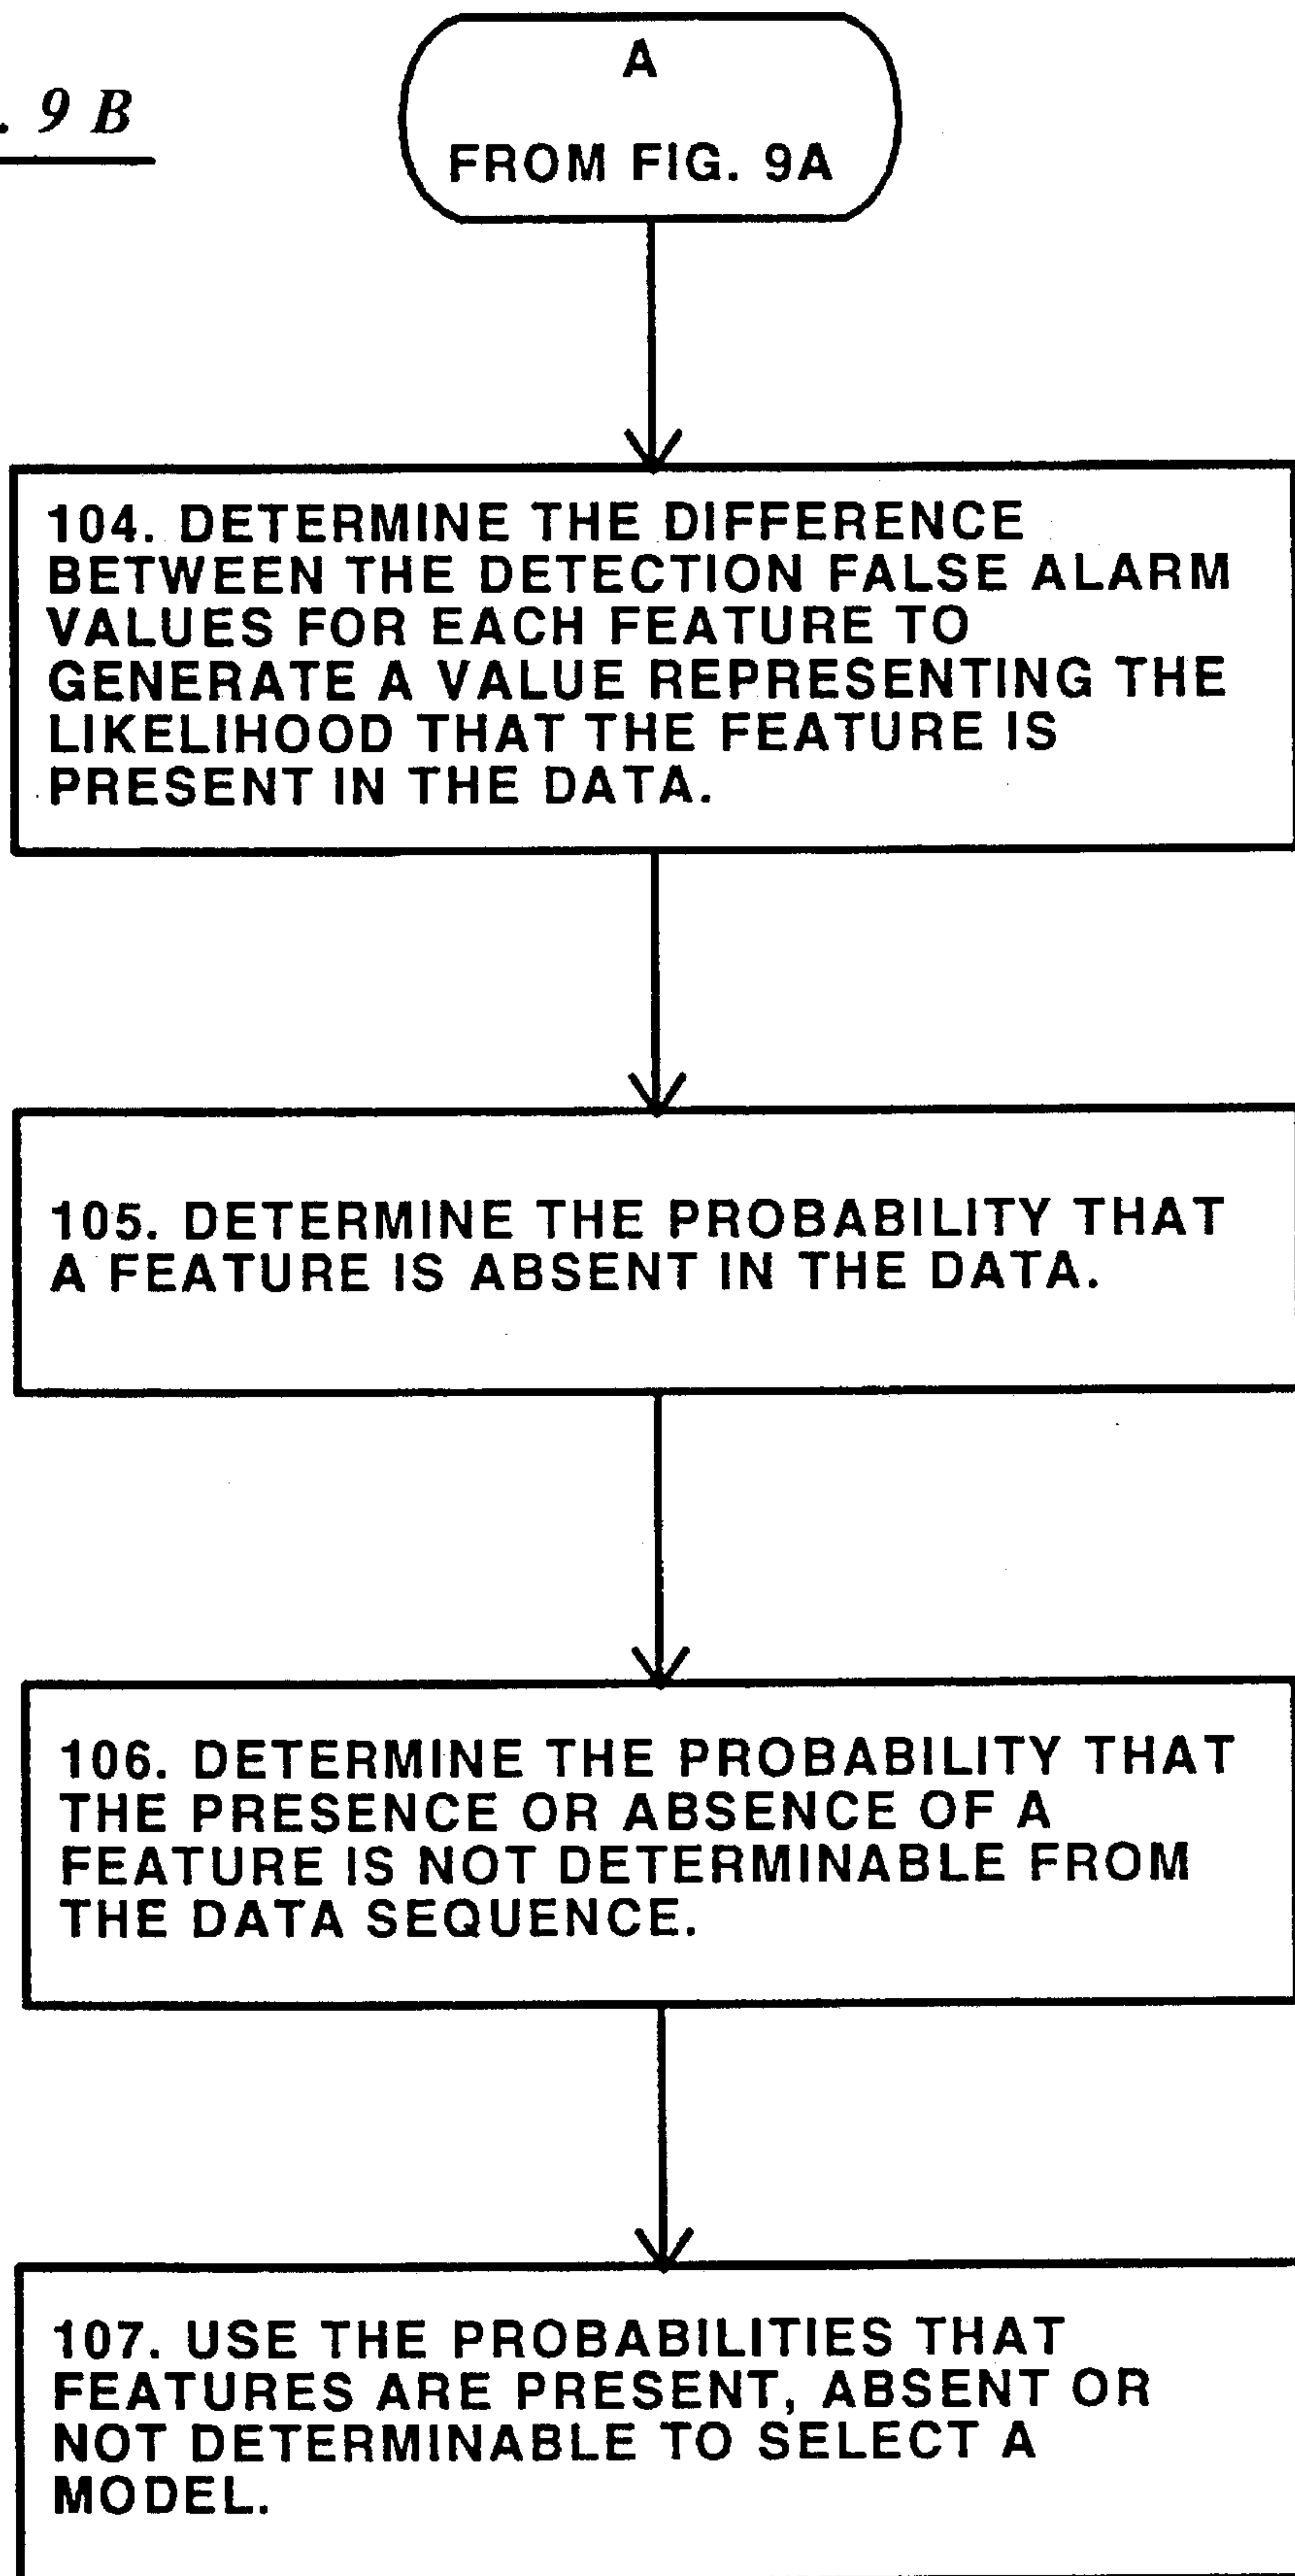 . 9 B
A
FROM FIG. 9A
104. DETERMINE THE DIFFERENCE
BETWEEN THE DETECTION FALSE ALARM
VALUES FOR EACH FEATURE TO
GENERATE A VALUE REPRESENTING THE
LIKELIHOOD THAT THE FEATURE IS
PRESENT IN THE DATA.
105. DETERMINE THE PROBABILITY THAT
A FEATURE IS ABSENT IN THE DATA.
106. DETERMINE THE PROBABILITY THAT
THE PRESENCE OR ABSENCE OF A
FEATURE IS NOT DETERMINABLE FROM
THE DATA SEQUENCE.
107. USE THE PROBABILITIES THAT
FEATURES ARE PRESENT, ABSENT OR
NOT DETERMINABLE TO SELECT A
MODEL.